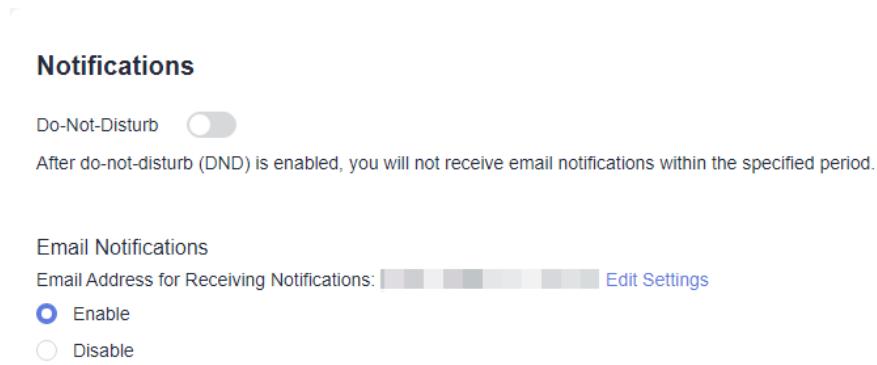 Notifications
Do-Not-Disturb
After do-not-disturb (DND) is enabled, you will not receive email notifications within the specified period.
Email Notifications
Email Address for Receiving Notifications: Edit Settings
Enable
Disable